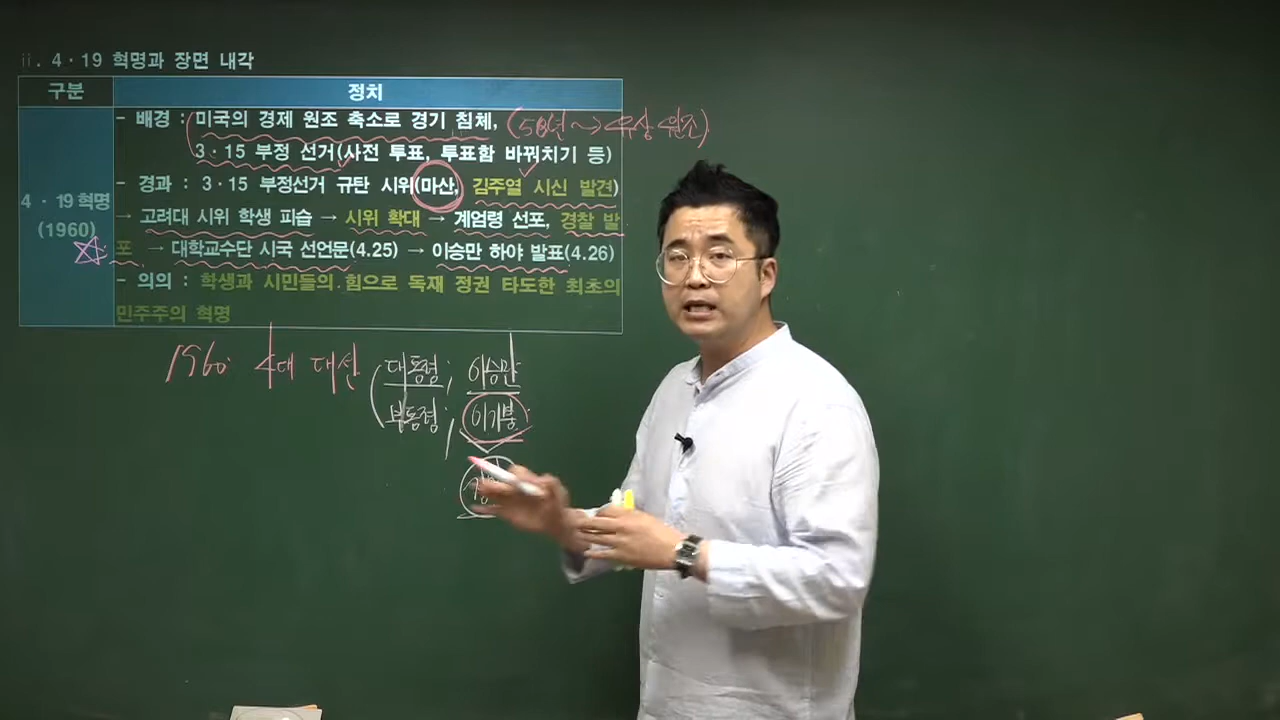 ⅱ. 4·19 혁명과 장면 내각
구분 정치
- 배경 : 미국의 경제 원조 축소로 경기 침체, (58년~> 무상 원조)
3·15 부정 선거(사전 투표, 투표함 바꿔치기 등)
- 경과 : 3·15 부정선거 규탄 시위(마산, 김주열 시신 발견)
4·19혁명
(1960)
→ 고려대 시위 학생 피습 → 시위 확대 → 계엄령 선포, 경찰 발
포 → 대학교수단 시국 선언문(4.25) → 이승만 하야 발표(4.26)
- 의의 : 학생과 시민들의 힘으로 독재 정권 타도한 최초의
민주주의 혁명
1960. 4대 대선 (대통령; 이승만
부통령; 이기붕